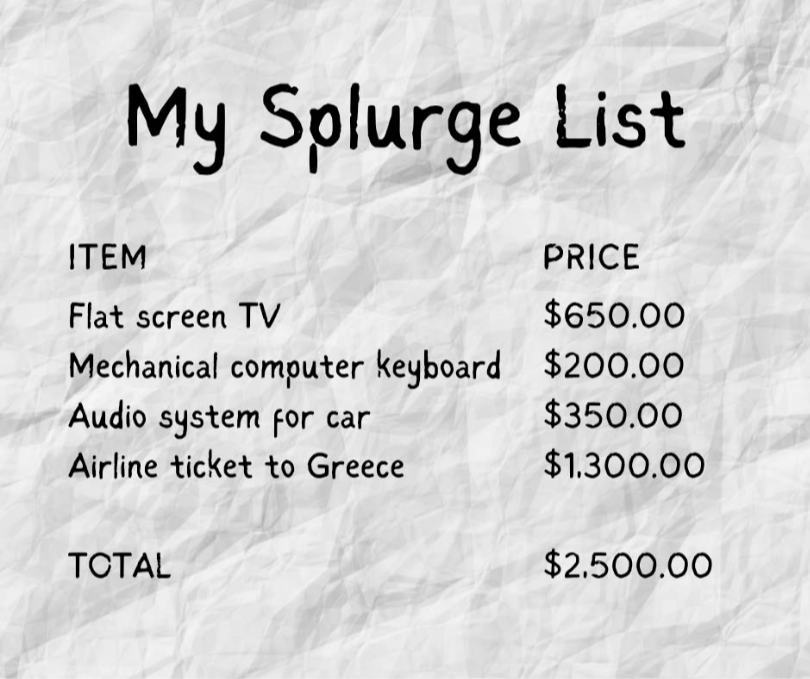 My Splurge List
ITEM PRICE
Flat screen TV $650.00
Mechanical computer keyboard $200.00
Audio system for car $350.00
Airline ticket to Greece $1,300.00
TOTAL $2,500.00